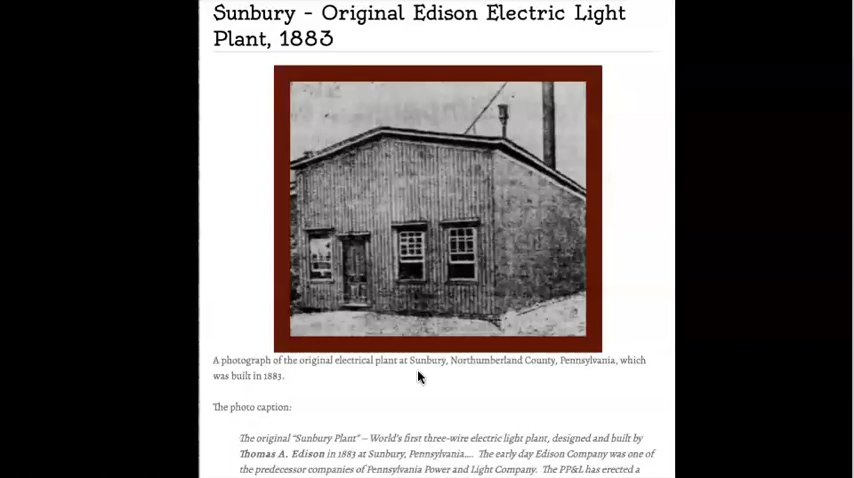 Sunbury – Original Edison Electric Light
Plant, 1883
A photograph of the original electrical plant at Sunbury, Northumberland County, Pennsylvania, which
was built in 1883.
The photo caption:
The original “Sunbury Plant” – World's first three-wire electric light plant, designed and built by
Thomas A. Edison in 1883 at Sunbury, Pennsylvania.... The early day Edison Company was one of
the predecessor companies of Pennsylvania Power and Light Company. The PP&L has erected a